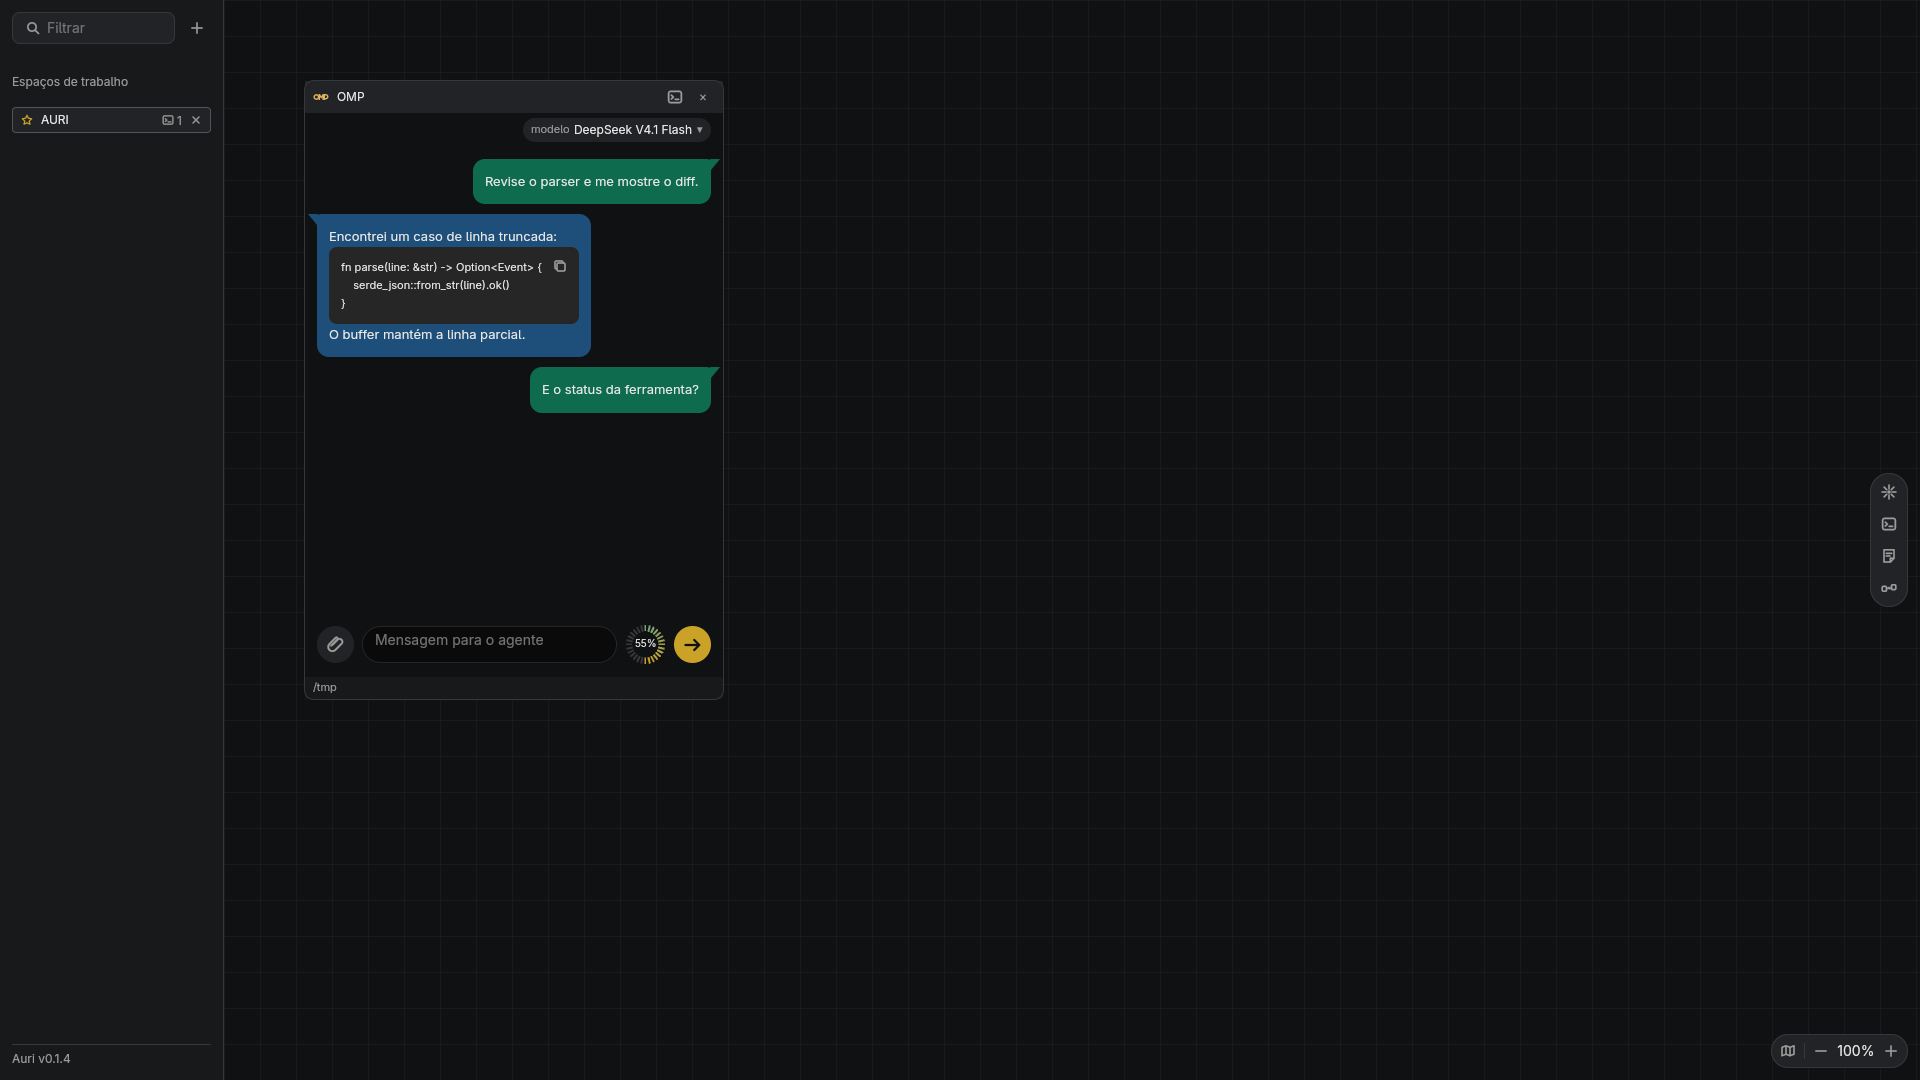 Filtrar
Espaços de trabalho
AURI
1
OMP
modelo DeepSeek V4.1 Flash
Revise o parser e me mostre o diff.
Encontrei um caso de linha truncada:
fn parse(line: &str) -> Option<Event> {
    serde_json::from_str(line).ok()
}
O buffer mantém a linha parcial.
E o status da ferramenta?
Mensagem para o agente
55%
/tmp
Auri v0.1.4
100%